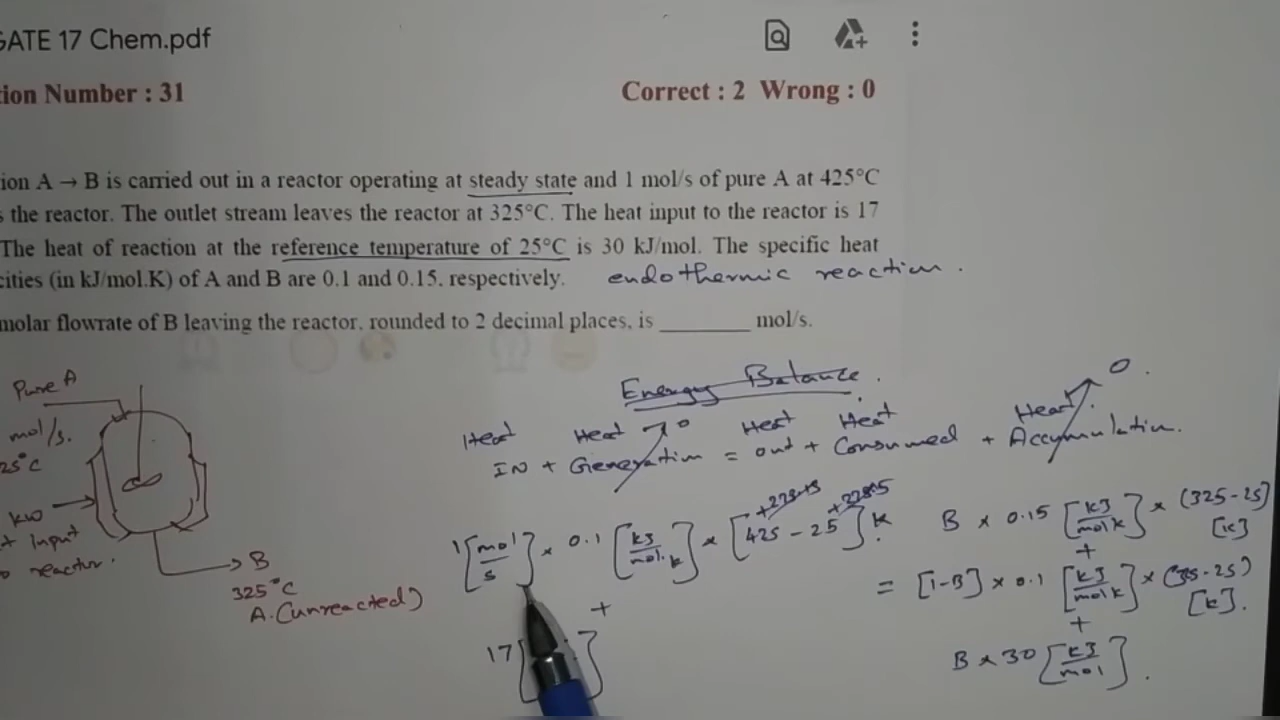 GATE 17 Chem.pdf
tion Number : 31 Correct : 2 Wrong : 0
ion A → B is carried out in a reactor operating at steady state and 1 mol/s of pure A at 425°C
s the reactor. The outlet stream leaves the reactor at 325°C. The heat input to the reactor is 17
The heat of reaction at the reference temperature of 25°C is 30 kJ/mol. The specific heat
cities (in kJ/mol.K) of A and B are 0.1 and 0.15, respectively. endothermic reaction.
molar flowrate of B leaving the reactor, rounded to 2 decimal places, is ________ mol/s.
Pure A
mol/s.
25°C
kW
t Input
o reactor.
B
325°C
A.(unreacted)
Energy Balance.
Heat Heat 0 Heat Heat Heat 0.
IN + Generation = out + Consumed + Accumulation.
1 [mol/s] × 0.1 [kJ/mol.K] × [425 - 25] K.
+
17
B × 0.15 [kJ/mol K] × (325-25) [K]
+
= [1-B] × 0.1 [kJ/mol K] × (35-25) [K].
+
B × 30 [kJ/mol].